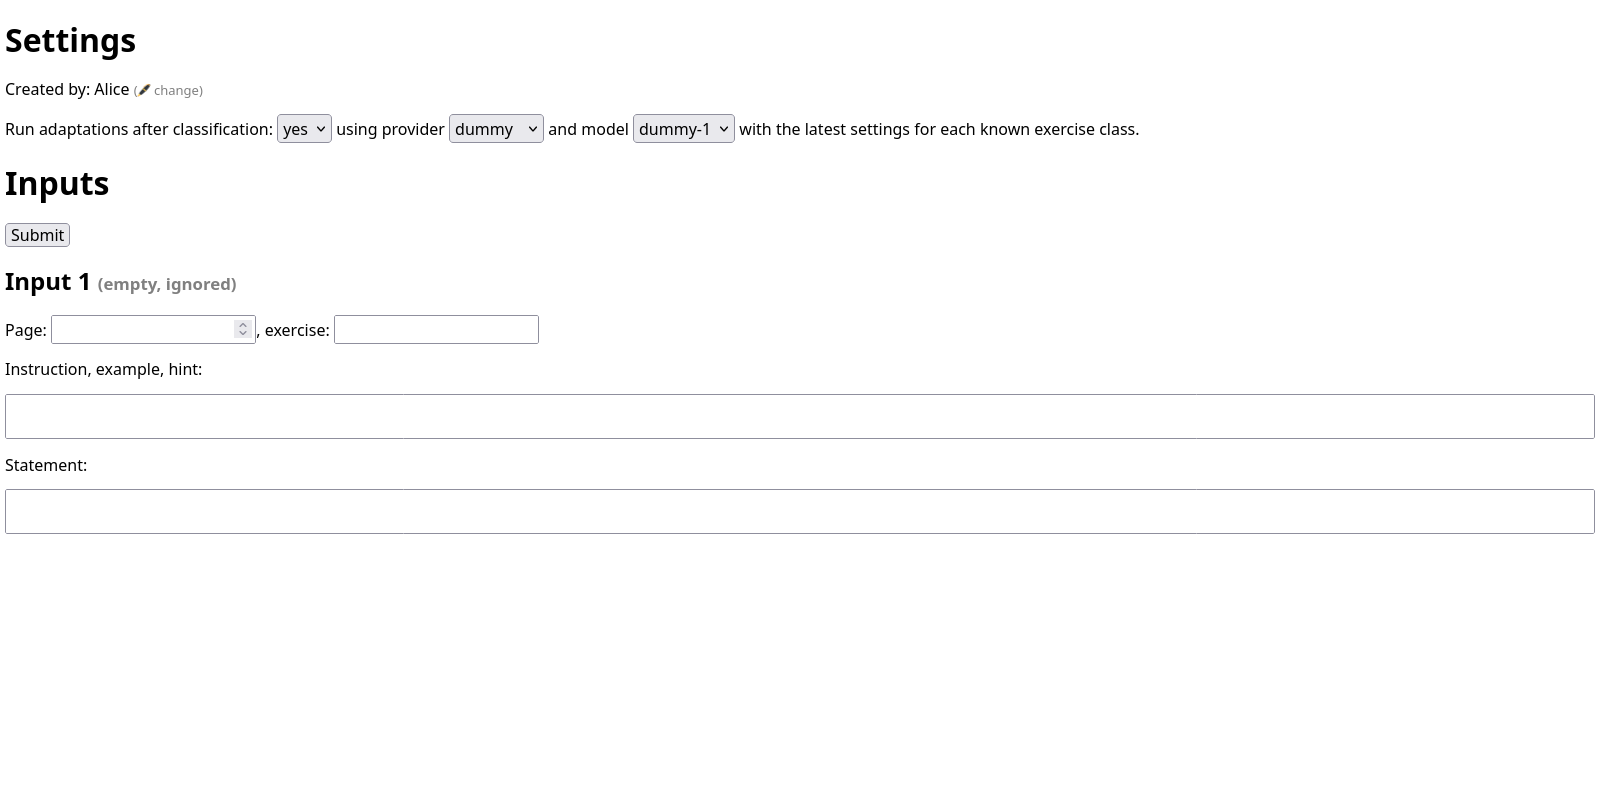 Settings
Created by: Alice (🖋 change)
Run adaptations after classification: yes using provider dummy and model dummy-1 with the latest settings for each known exercise class.
Inputs
Submit
Input 1 (empty, ignored)
Page: , exercise:
Instruction, example, hint:
Statement: